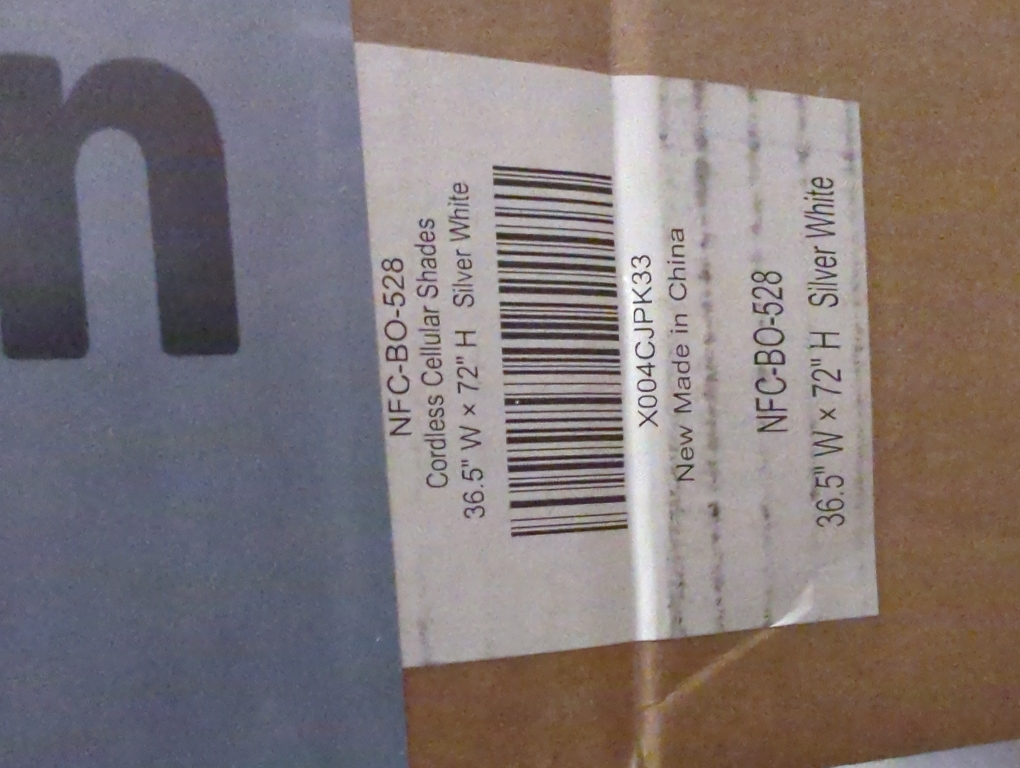 n
NFC-BO-528
Cordless Cellular Shades
36.5" W × 72" H Silver White
X004CJPK33
New Made in China
NFC-BO-528
36.5" W × 72" H Silver White